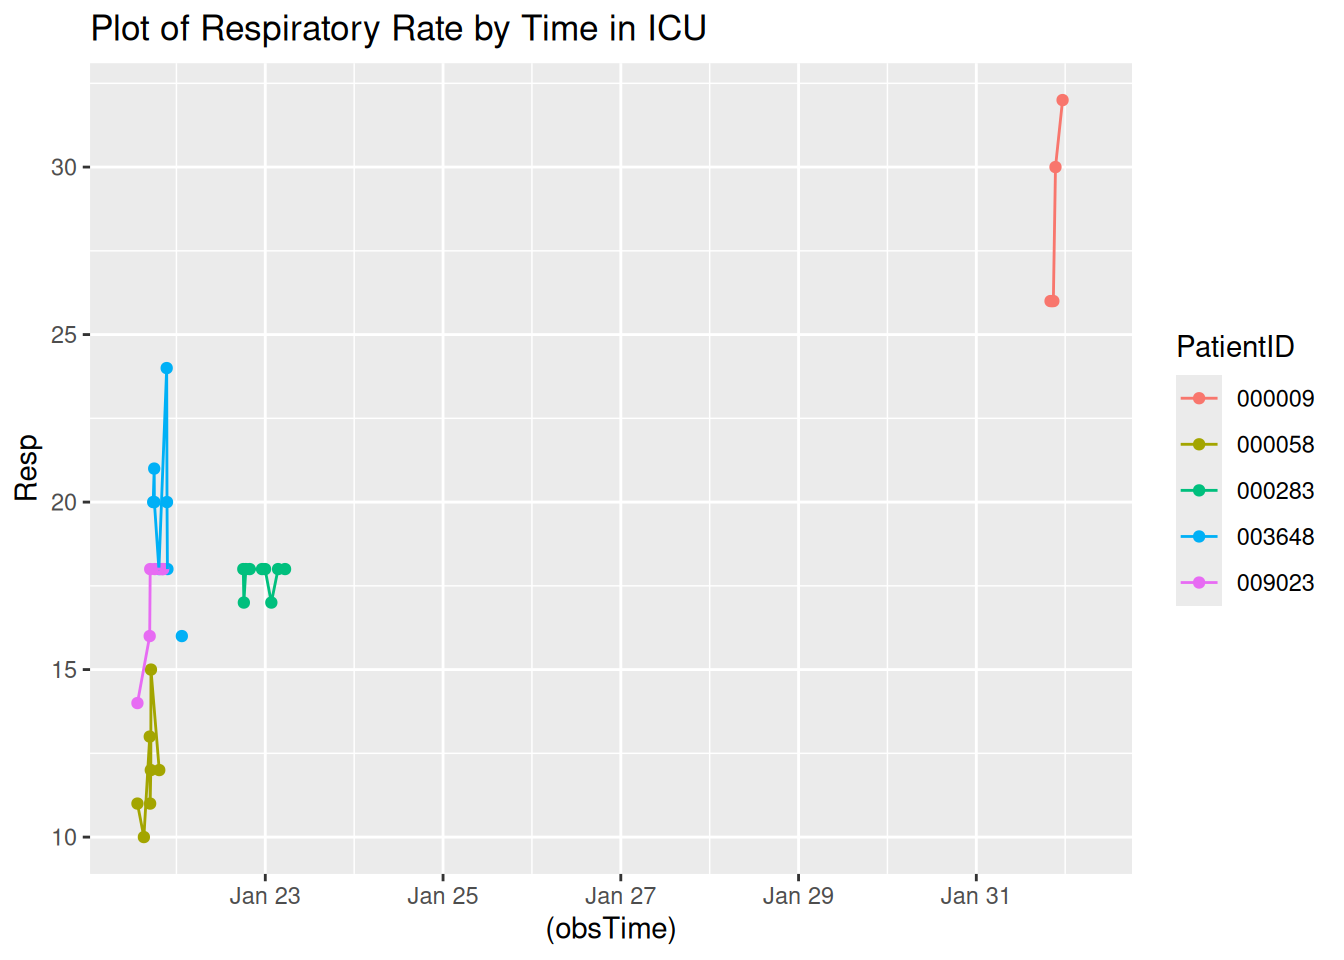 Plot of Respiratory Rate by Time in ICU
Resp
30
25
20
15
10
Jan 23 Jan 25 Jan 27 Jan 29 Jan 31
(obsTime)
PatientID
000009
000058
000283
003648
009023